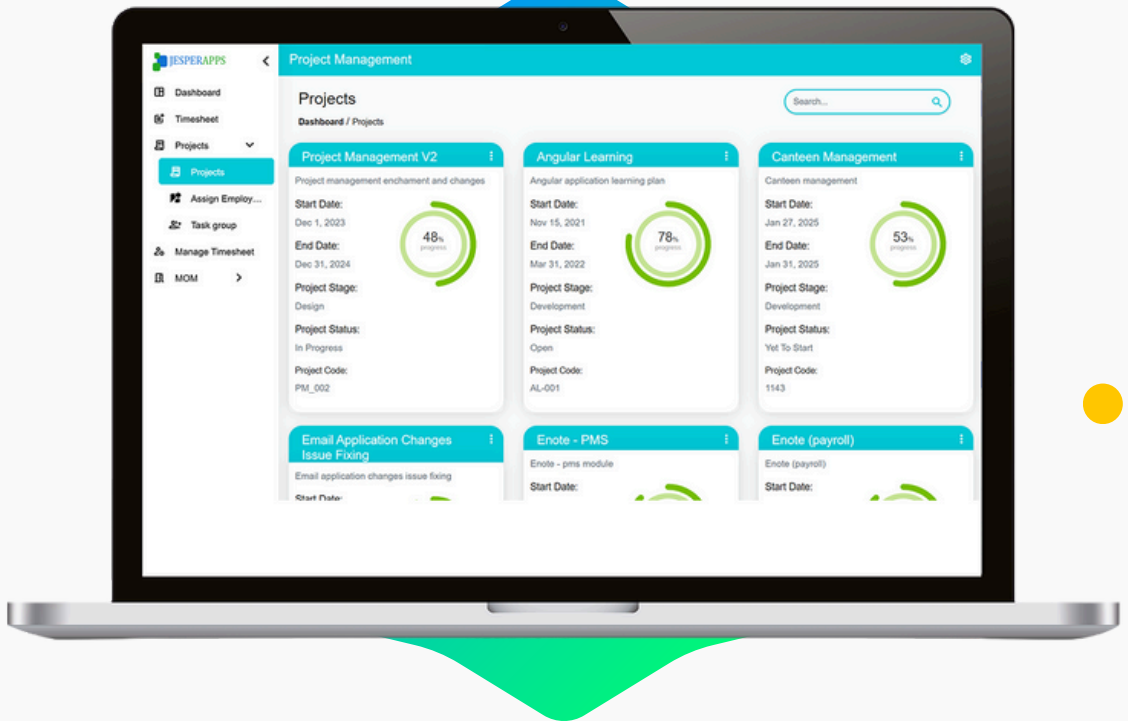 JESPERAPPS
Project Management
Dashboard
Timesheet
Projects
Projects
Assign Employ...
Task group
Manage Timesheet
MOM
Projects
Dashboard / Projects
Search...
Project Management V2
Project management enchament and changes
Start Date:
Dec 1, 2023
End Date:
Dec 31, 2024
Project Stage:
Design
Project Status:
In Progress
Project Code:
PM_002
48%
progress
Angular Learning
Angular application learning plan
Start Date:
Nov 15, 2021
End Date:
Mar 31, 2022
Project Stage:
Development
Project Status:
Open
Project Code:
AL-001
78%
progress
Canteen Management
Canteen management
Start Date:
Jan 27, 2025
End Date:
Jan 31, 2025
Project Stage:
Development
Project Status:
Yet To Start
Project Code:
1143
53%
progress
Email Application Changes
Issue Fixing
Email application changes issue fixing
Start Date:
Enote - PMS
Enote - pms module
Start Date:
Enote (payroll)
Enote (payroll)
Start Date: